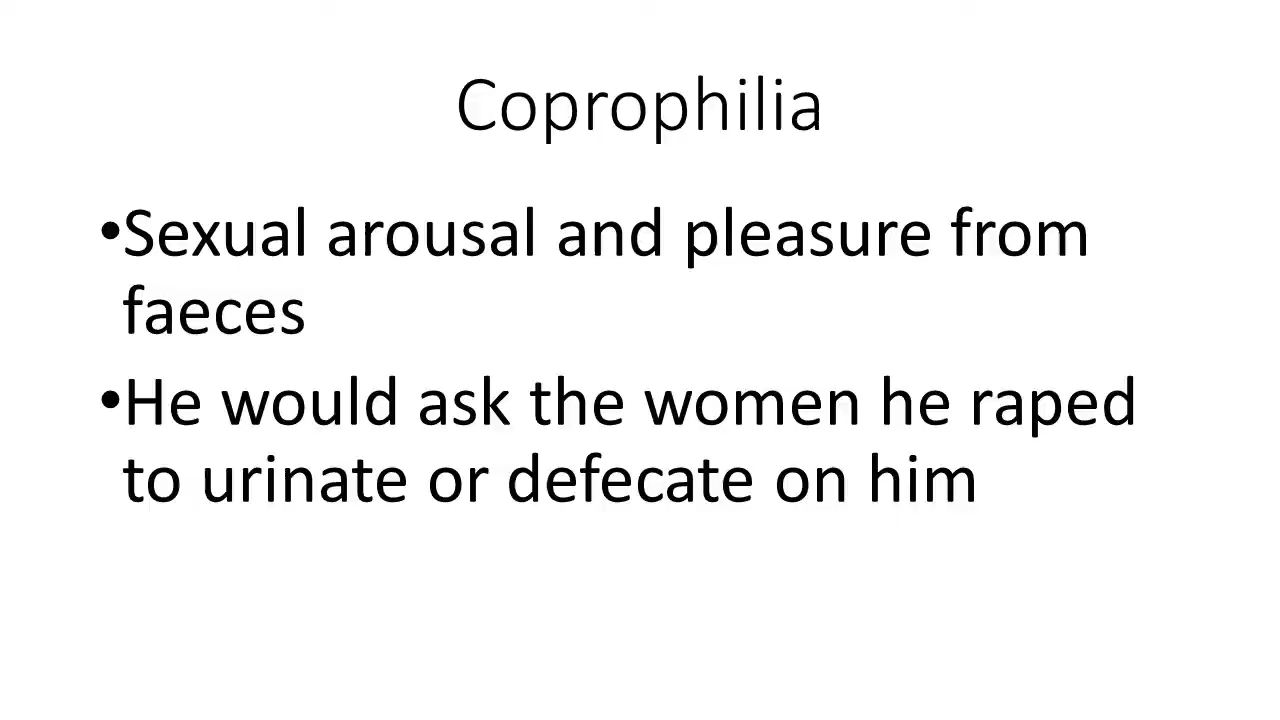 Coprophilia
•Sexual arousal and pleasure from
faeces
•He would ask the women he raped
to urinate or defecate on him